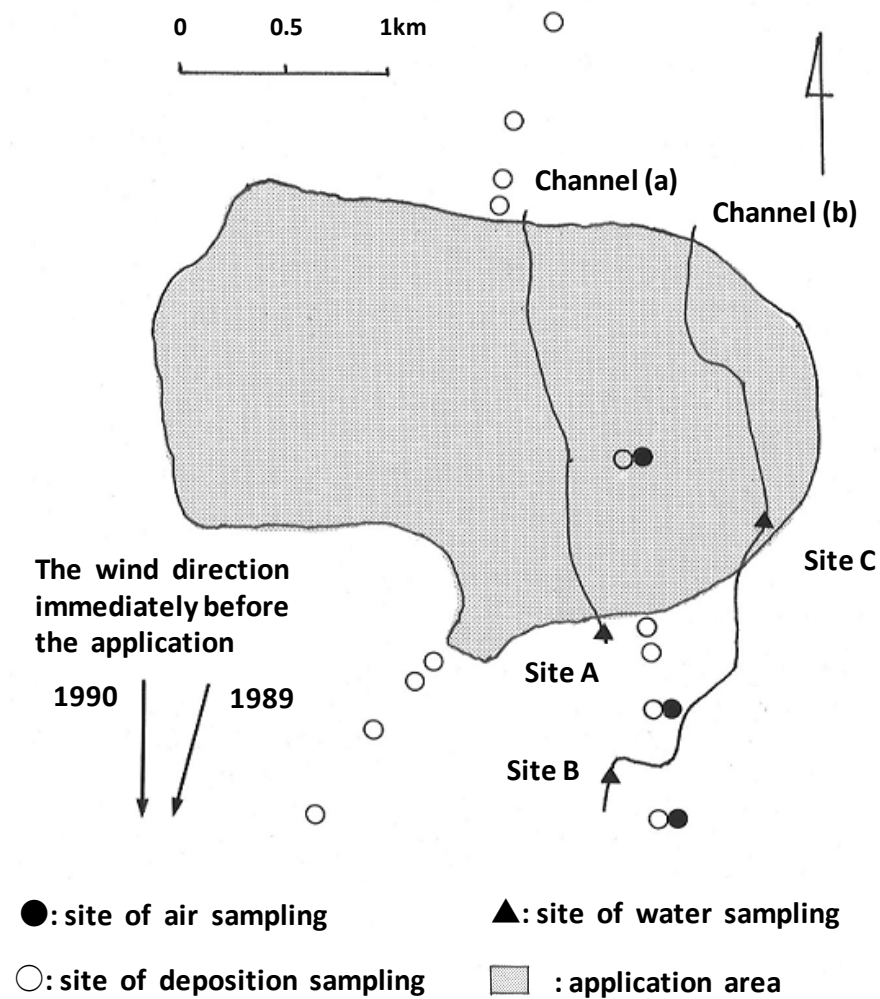 0 0.5 1km
Channel (a)
Channel (b)
Site C
The wind direction
immediately before
the application
1990 1989
Site A
Site B
: site of air sampling
: site of water sampling
: site of deposition sampling
: application area